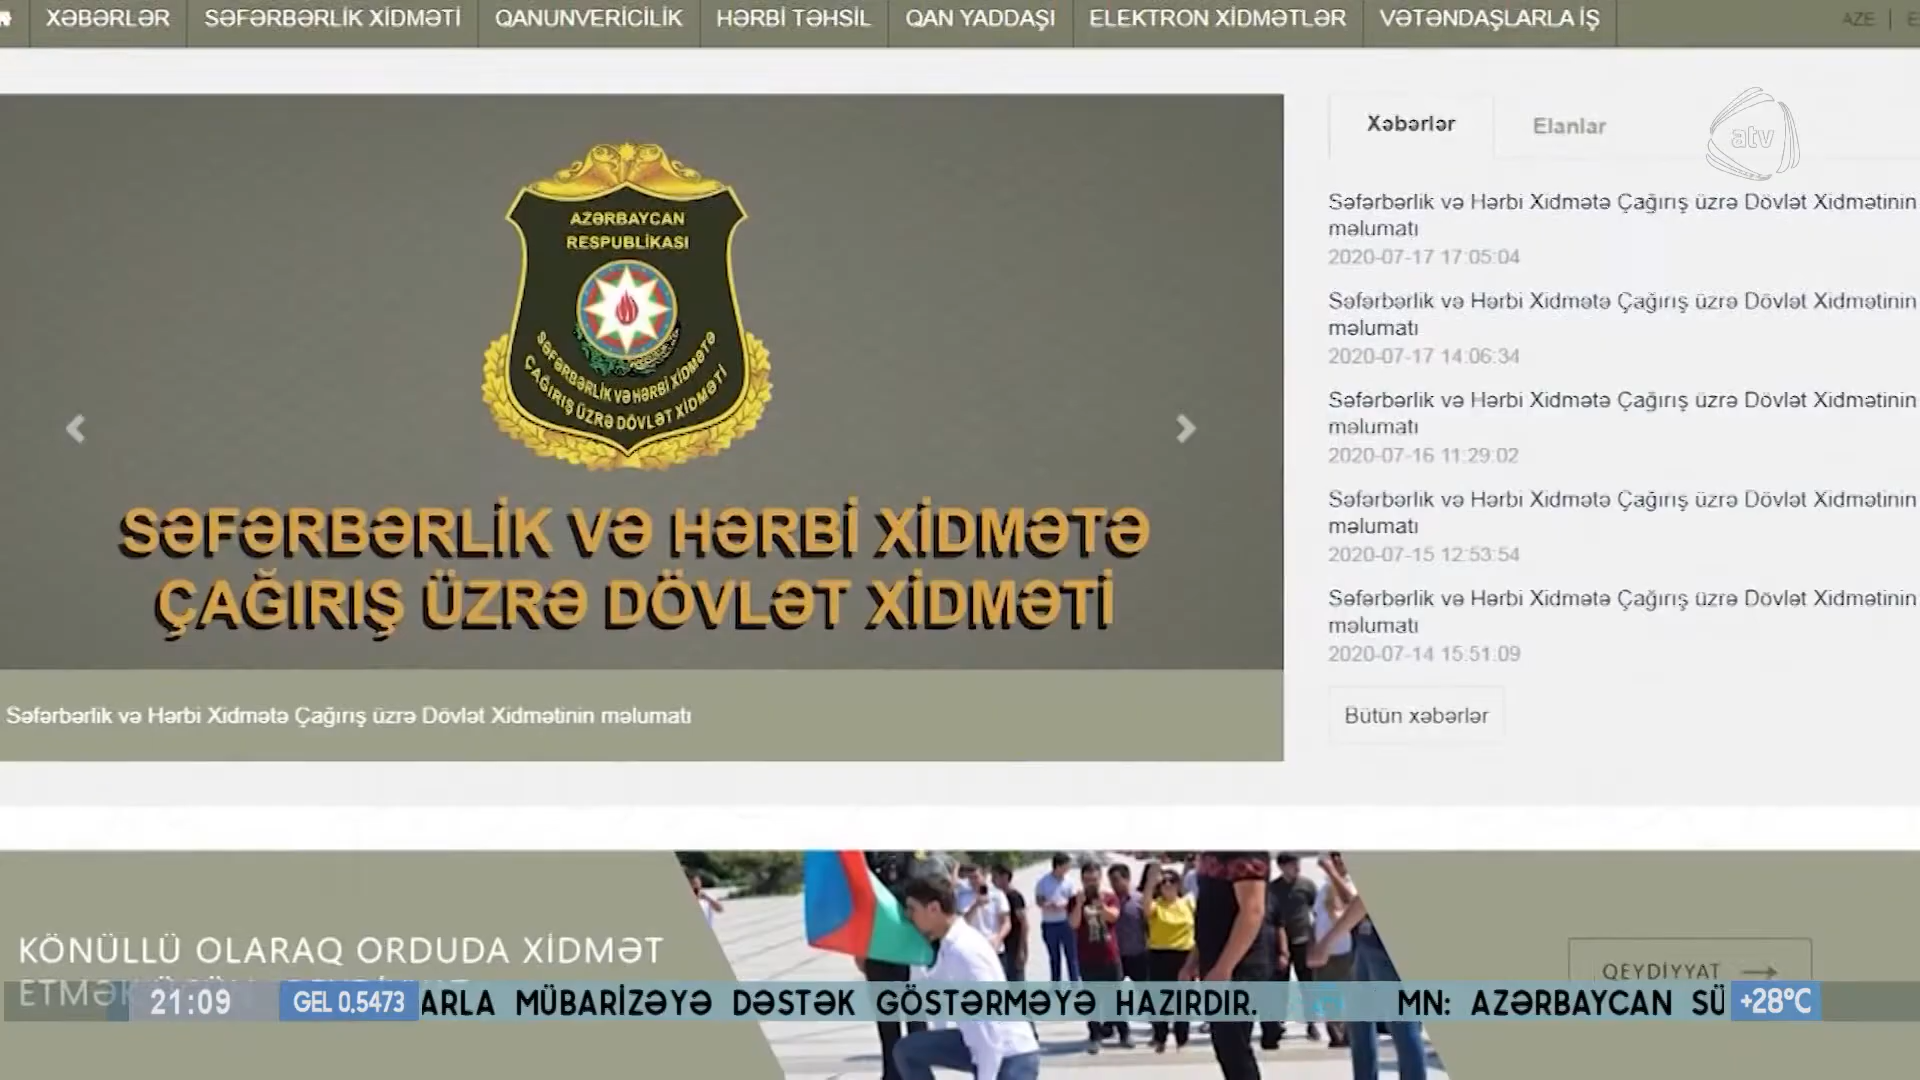 XƏBƏRLƏR
SƏFƏRBƏRLİK XİDMƏTİ
QANUNVERİCİLİK
HƏRBİ TƏHSİL
QAN YADDAŞI
ELEKTRON XİDMƏTLƏR
VƏTƏNDAŞLARLA İŞ
AZE
AZƏRBAYCAN
RESPUBLİKASI
SƏFƏRBƏRLİK VƏ HƏRBİ XİDMƏTƏ
ÇAĞIRIŞ ÜZRƏ DÖVLƏT XİDMƏTİ
SƏFƏRBƏRLİK VƏ HƏRBİ XİDMƏTƏ
ÇAĞIRIŞ ÜZRƏ DÖVLƏT XİDMƏTİ
Səfərbərlik və Hərbi Xidmətə Çağırış üzrə Dövlət Xidmətinin məlumatı
Xəbərlər
Elanlar
atv
Səfərbərlik və Hərbi Xidmətə Çağırış üzrə Dövlət Xidmətinin
məlumatı
2020-07-17 17:05:04
Səfərbərlik və Hərbi Xidmətə Çağırış üzrə Dövlət Xidmətinin
məlumatı
2020-07-17 14:06:34
Səfərbərlik və Hərbi Xidmətə Çağırış üzrə Dövlət Xidmətinin
məlumatı
2020-07-16 11:29:02
Səfərbərlik və Hərbi Xidmətə Çağırış üzrə Dövlət Xidmətinin
məlumatı
2020-07-15 12:53:54
Səfərbərlik və Hərbi Xidmətə Çağırış üzrə Dövlət Xidmətinin
məlumatı
2020-07-14 15:51:09
Bütün xəbərlər
KÖNÜLLÜ OLARAQ ORDUDA XİDMƏT
QEYDİYYAT
21:09
GEL 0.5473
ARLA MÜBARİZƏYƏ DƏSTƏK GÖSTƏRMƏYƏ HAZIRDIR.
MN: AZƏRBAYCAN SÜ
+28°C